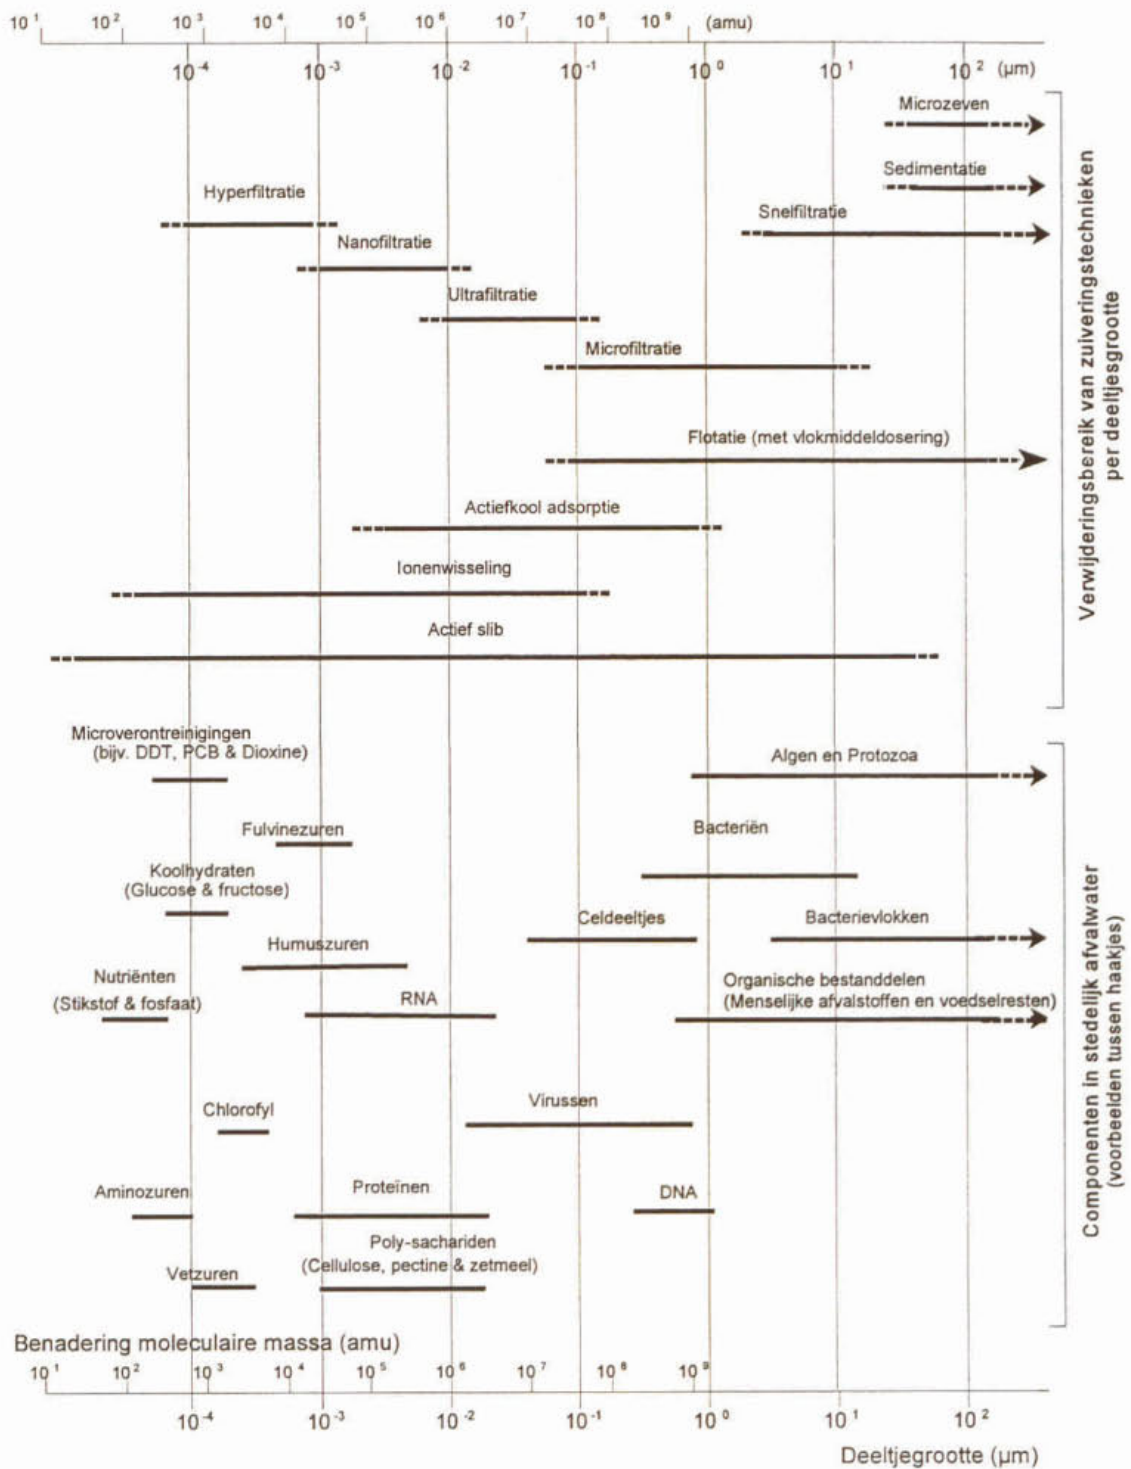 10¹ 10² 10³ 10⁴ 10⁵ 10⁶ 10⁷ 10⁸ 10⁹ (amu)
10⁻⁴ 10⁻³ 10⁻² 10⁻¹ 10⁰ 10¹ 10² (µm)
Microzeven
Sedimentatie
Hyperfiltratie
Snelfiltratie
Nanofiltratie
Ultrafiltratie
Microfiltratie
Flotatie (met vlokmiddeldosering)
Actiefkool adsorptie
Ionenwisseling
Actief slib
Verwijderingsbereik van zuiveringstechnieken
per deeltjesgrootte
Microverontreinigingen
(bijv. DDT, PCB & Dioxine)
Algen en Protozoa
Fulvinezuren
Bacteriën
Koolhydraten
(Glucose & fructose)
Celdeeltjes
Bacterievlokken
Humuszuren
Nutriënten
(Stikstof & fosfaat)
RNA
Organische bestanddelen
(Menselijke afvalstoffen en voedselresten)
Chlorofyl
Virussen
Aminozuren
Proteïnen
DNA
Poly-sachariden
(Cellulose, pectine & zetmeel)
Vetzuren
Componenten in stedelijk afvalwater
(voorbeelden tussen haakjes)
Benadering moleculaire massa (amu)
10¹ 10² 10³ 10⁴ 10⁵ 10⁶ 10⁷ 10⁸ 10⁹
10⁻⁴ 10⁻³ 10⁻² 10⁻¹ 10⁰ 10¹ 10²
Deeltjegrootte (µm)